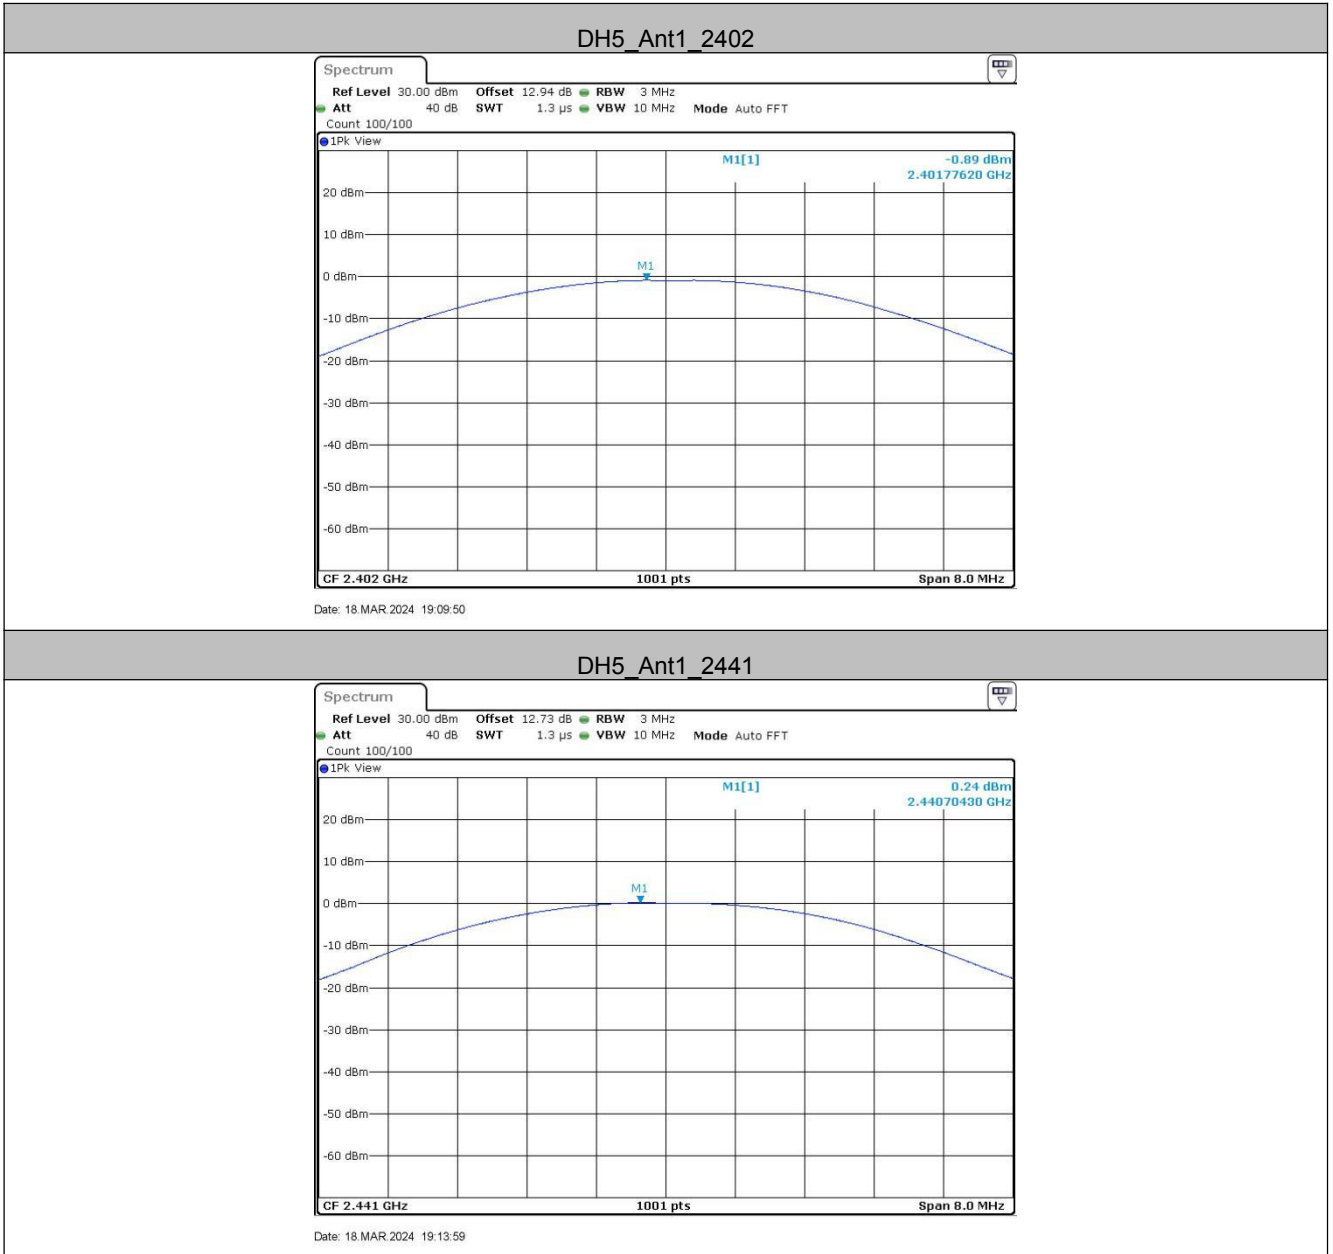 DH5_Ant1_2402
Spectrum
Ref Level 30.00 dBm Offset 12.94 dB RBW 3 MHz
Att 40 dB SWT 1.3 µs VBW 10 MHz Mode Auto FFT
Count 100/100
1Pk View
M1[1] -0.89 dBm
2.40177620 GHz
20 dBm
10 dBm
M1
0 dBm
-10 dBm
-20 dBm
-30 dBm
-40 dBm
-50 dBm
-60 dBm
CF 2.402 GHz 1001 pts Span 8.0 MHz
Date: 18.MAR.2024 19:09:50
DH5_Ant1_2441
Spectrum
Ref Level 30.00 dBm Offset 12.73 dB RBW 3 MHz
Att 40 dB SWT 1.3 µs VBW 10 MHz Mode Auto FFT
Count 100/100
1Pk View
M1[1] 0.24 dBm
2.44070430 GHz
20 dBm
10 dBm
M1
0 dBm
-10 dBm
-20 dBm
-30 dBm
-40 dBm
-50 dBm
-60 dBm
CF 2.441 GHz 1001 pts Span 8.0 MHz
Date: 18.MAR.2024 19:13:59